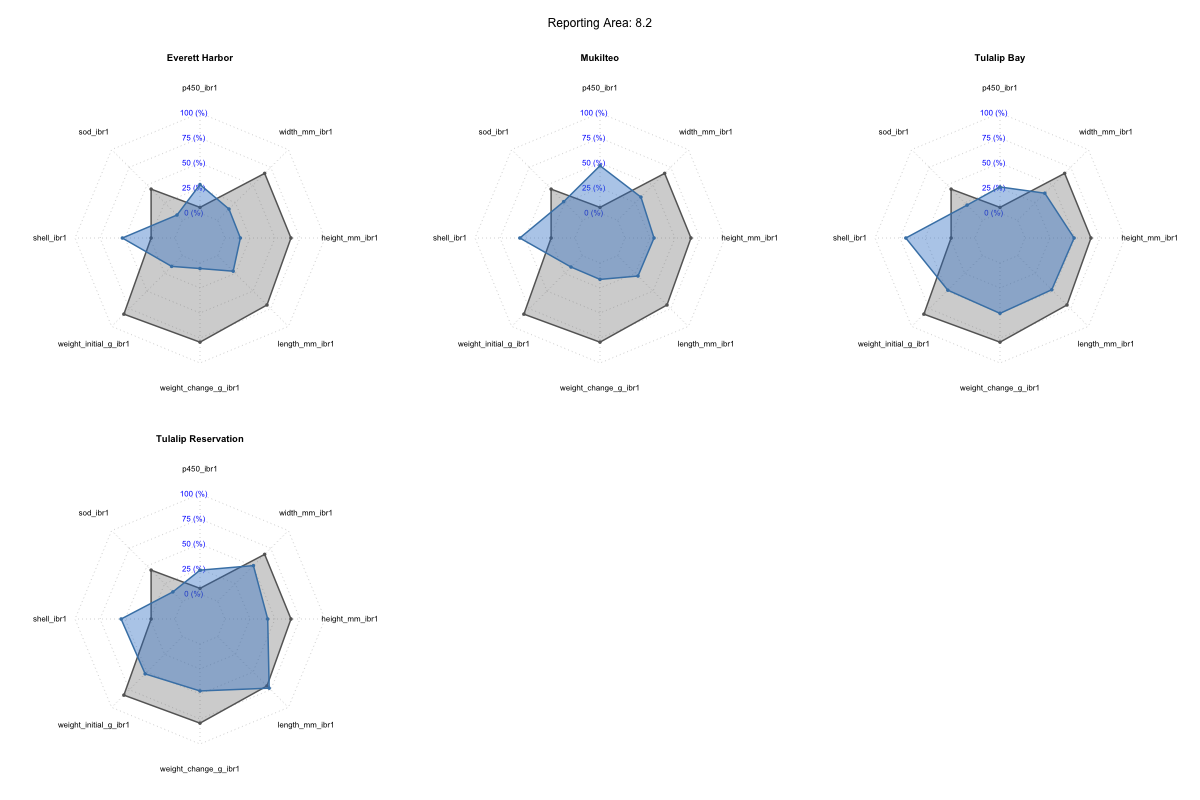 Reporting Area: 8.2
Everett Harbor
p450_ibr1
100 (%)
sod_ibr1
width_mm_ibr1
75 (%)
50 (%)
25 (%)
0 (%)
shell_ibr1
height_mm_ibr1
weight_initial_g_ibr1
length_mm_ibr1
weight_change_g_ibr1
Mukilteo
p450_ibr1
100 (%)
sod_ibr1
width_mm_ibr1
75 (%)
50 (%)
25 (%)
0 (%)
shell_ibr1
height_mm_ibr1
weight_initial_g_ibr1
length_mm_ibr1
weight_change_g_ibr1
Tulalip Bay
p450_ibr1
100 (%)
sod_ibr1
width_mm_ibr1
75 (%)
50 (%)
25 (%)
0 (%)
shell_ibr1
height_mm_ibr1
weight_initial_g_ibr1
length_mm_ibr1
weight_change_g_ibr1
Tulalip Reservation
p450_ibr1
100 (%)
sod_ibr1
width_mm_ibr1
75 (%)
50 (%)
25 (%)
0 (%)
shell_ibr1
height_mm_ibr1
weight_initial_g_ibr1
length_mm_ibr1
weight_change_g_ibr1